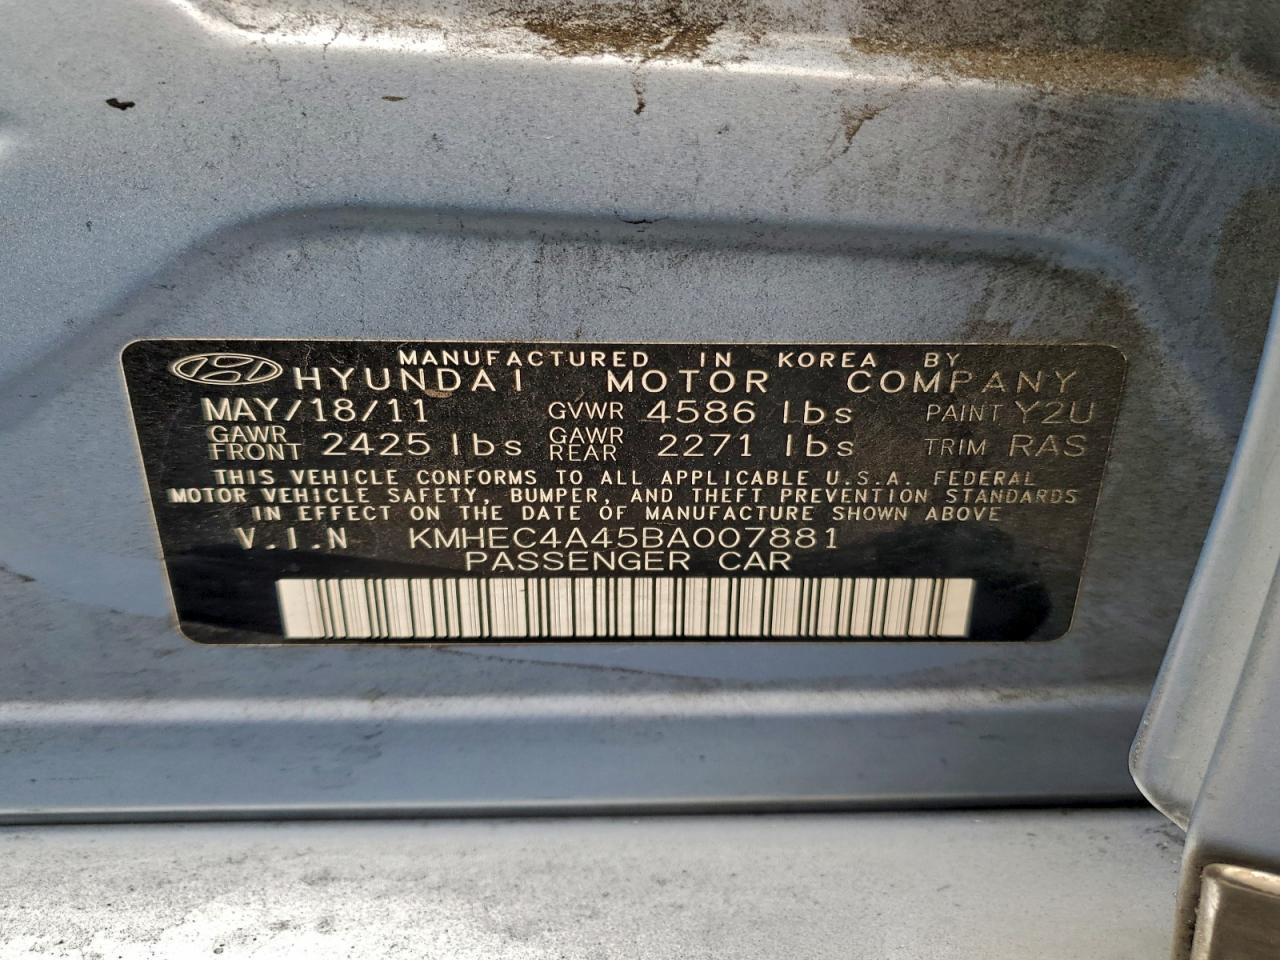 MANUFACTURED IN KOREA BY
HYUNDAI MOTOR COMPANY
MAY/18/11 GVWR 4586 lbs PAINT Y2U
GAWR FRONT 2425 lbs GAWR REAR 2271 lbs TRIM RAS
THIS VEHICLE CONFORMS TO ALL APPLICABLE U.S.A. FEDERAL
MOTOR VEHICLE SAFETY, BUMPER, AND THEFT PREVENTION STANDARDS
IN EFFECT ON THE DATE OF MANUFACTURE SHOWN ABOVE
V.I.N KMHEC4A45BA007881
PASSENGER CAR